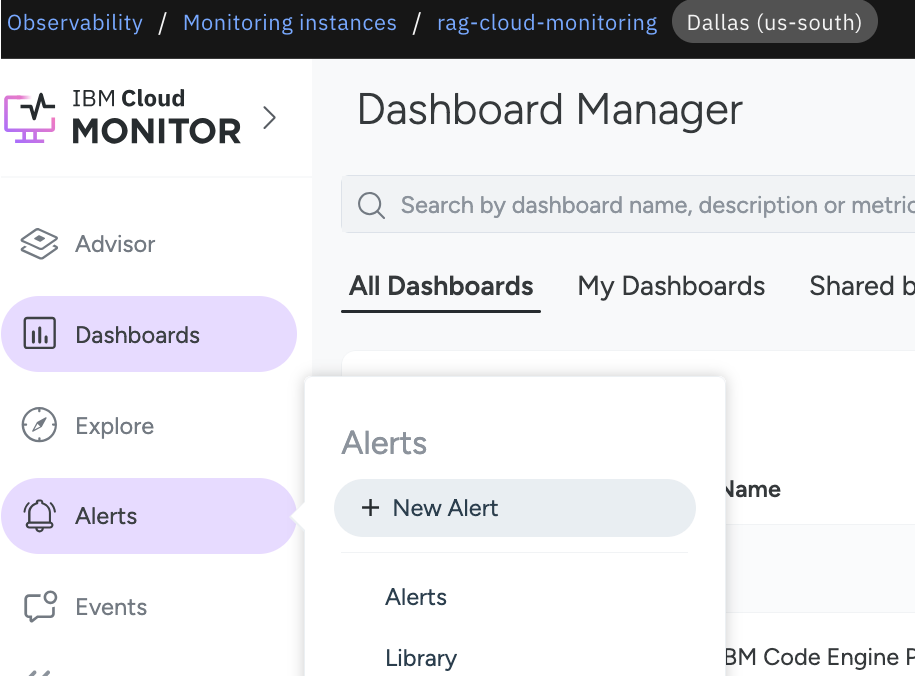 Observability / Monitoring instances / rag-cloud-monitoring Dallas (us-south)
IBM Cloud
MONITOR
Dashboard Manager
Search by dashboard name, description or metric
Advisor
All Dashboards My Dashboards Shared b
Dashboards
Explore
Alerts
Name
+ New Alert
Alerts
Alerts
Events
Library
BM Code Engine P